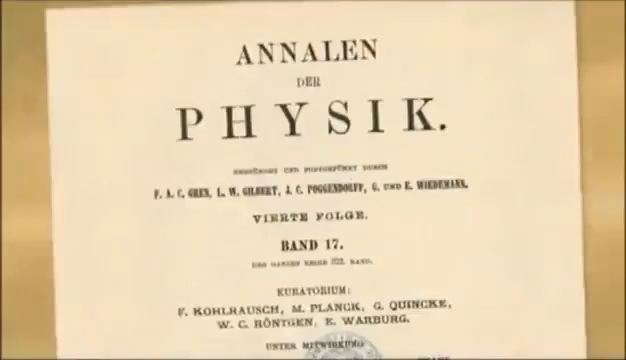 ANNALEN
DER
PHYSIK.
BEGRÜNDET UND FORTGEFÜHRT DURCH
F. A. C. GREN, L. W. GILBERT, J. C. POGGENDORFF, G. UND E. WIEDEMANN.
VIERTE FOLGE.
BAND 17.
DER GANZEN REIHE 322. BAND.
KURATORIUM:
F. KOHLRAUSCH, M. PLANCK, G. QUINCKE,
W. C. RÖNTGEN, E. WARBURG.
UNTER MITWIRKUNG